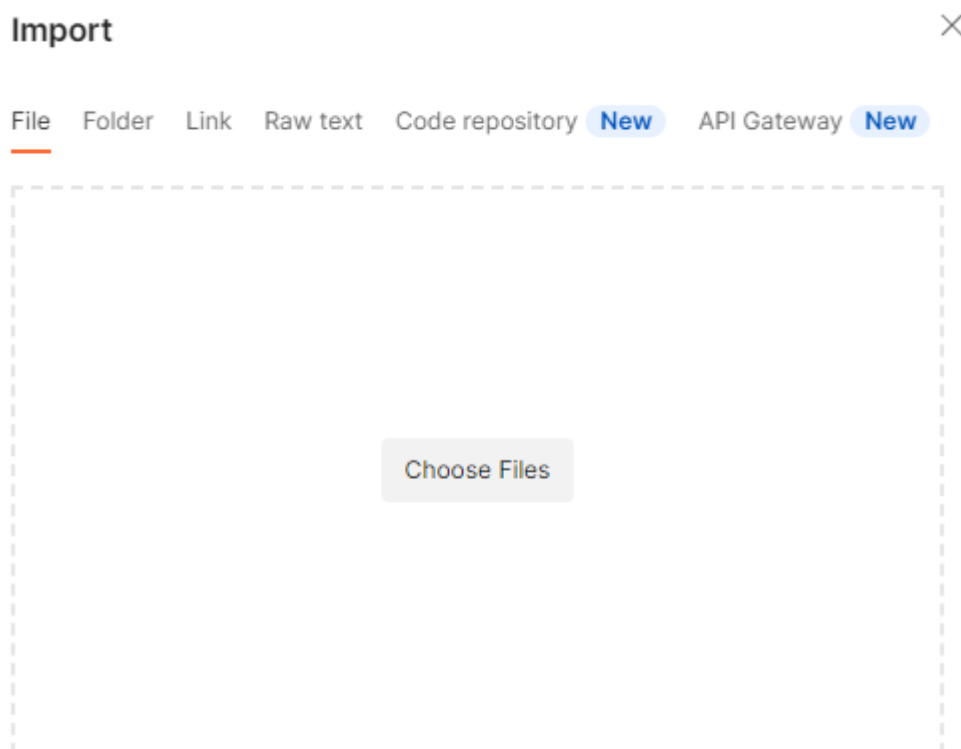 Import
File Folder Link Raw text Code repository New API Gateway New
Choose Files